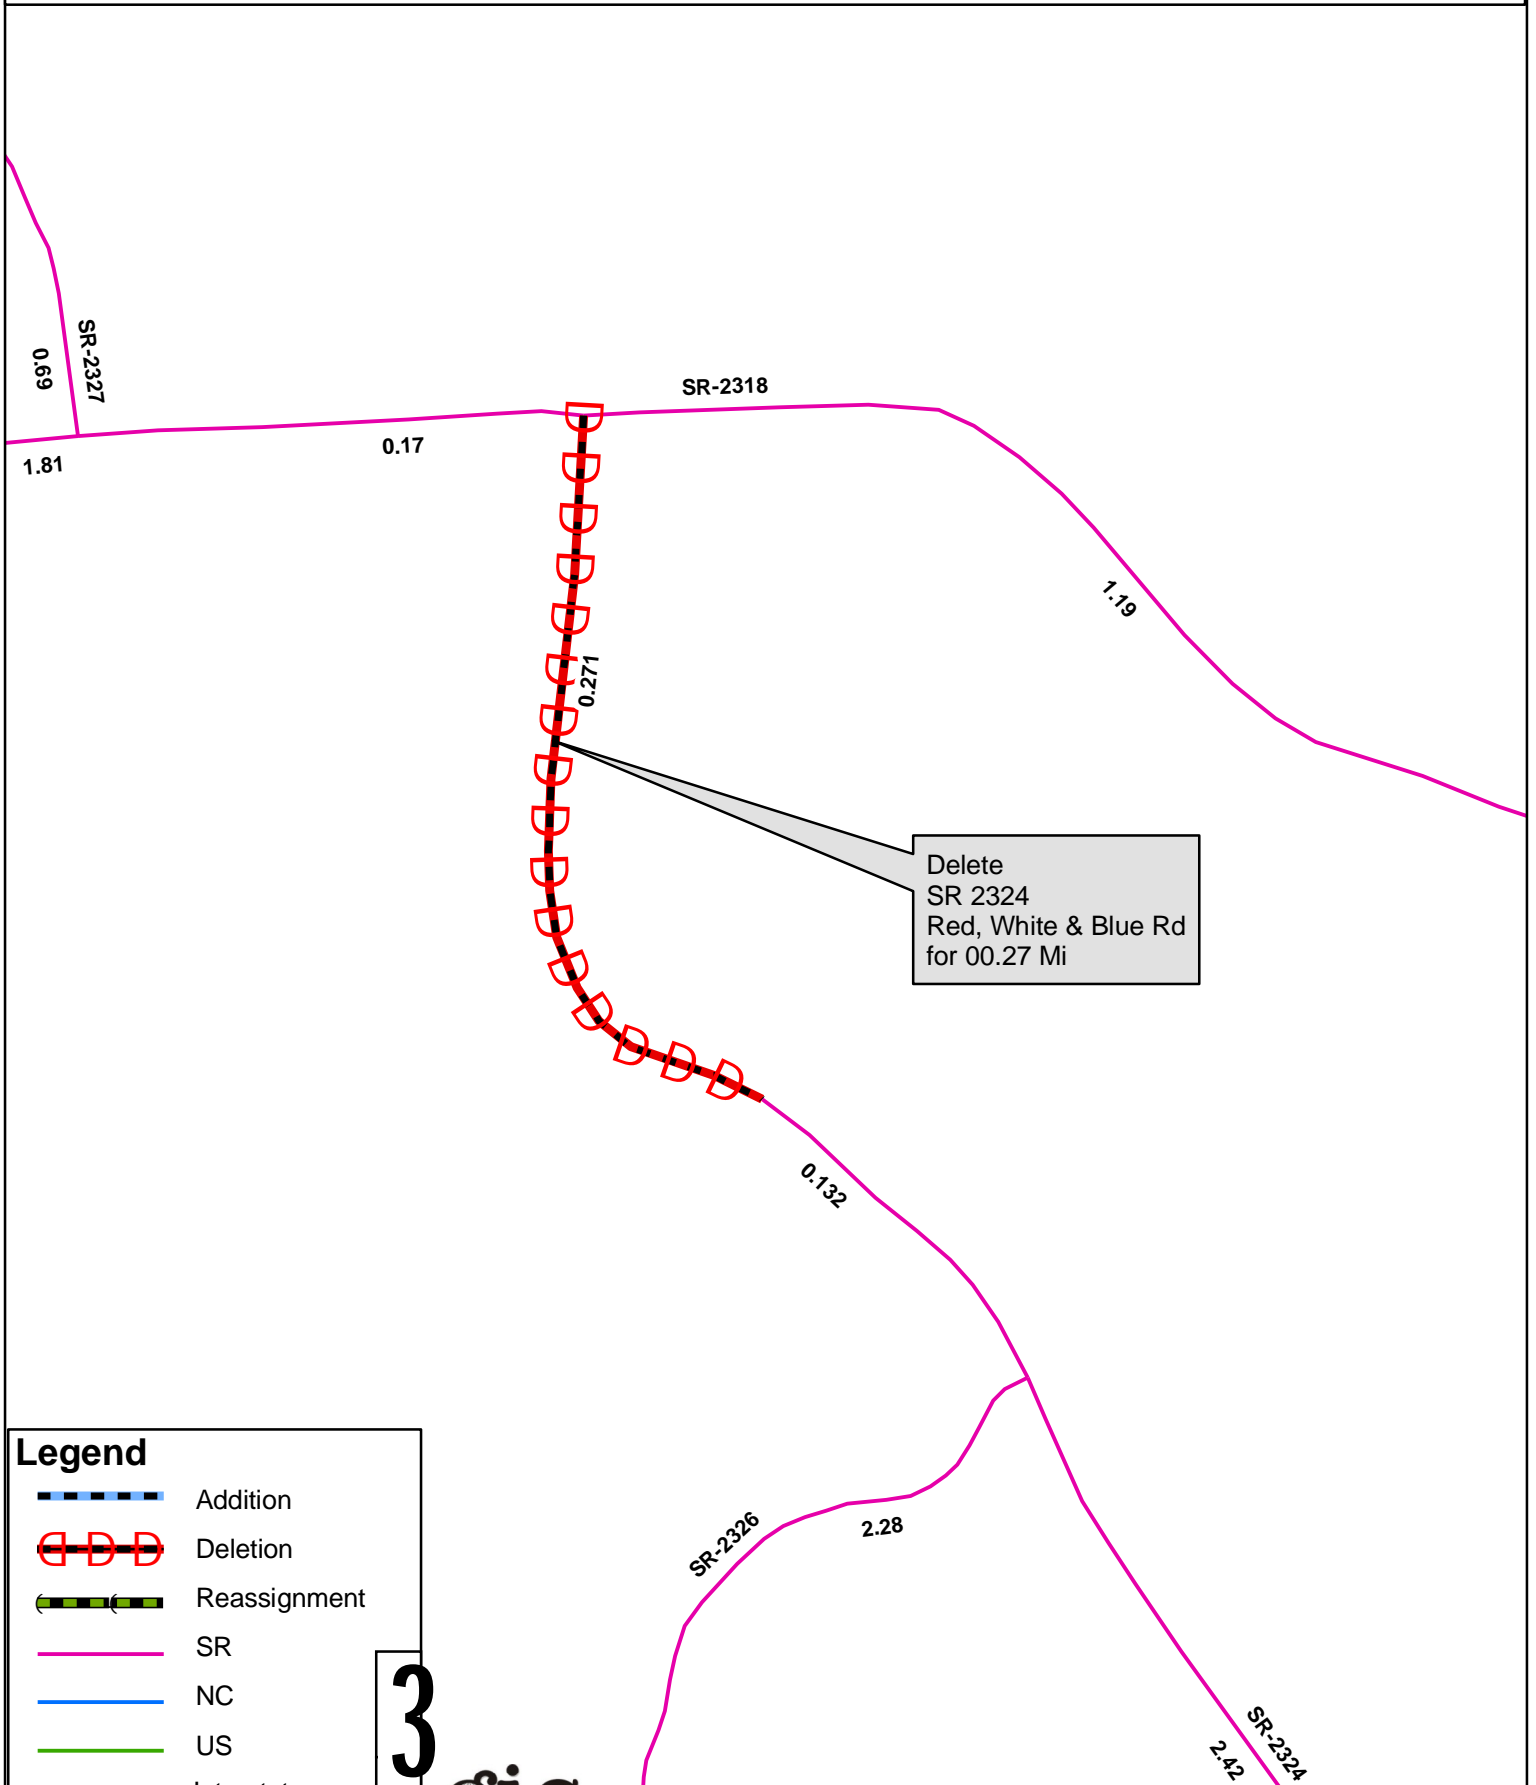 SR-2327
0.69
SR-2318
0.17
1.81
1.19
0.271
Delete
SR 2324
Red, White & Blue Rd
for 00.27 Mi
0.132
SR-2326
2.28
SR-2324
2.42
Legend
Addition
D D D Deletion
Reassignment
SR
NC
US
3